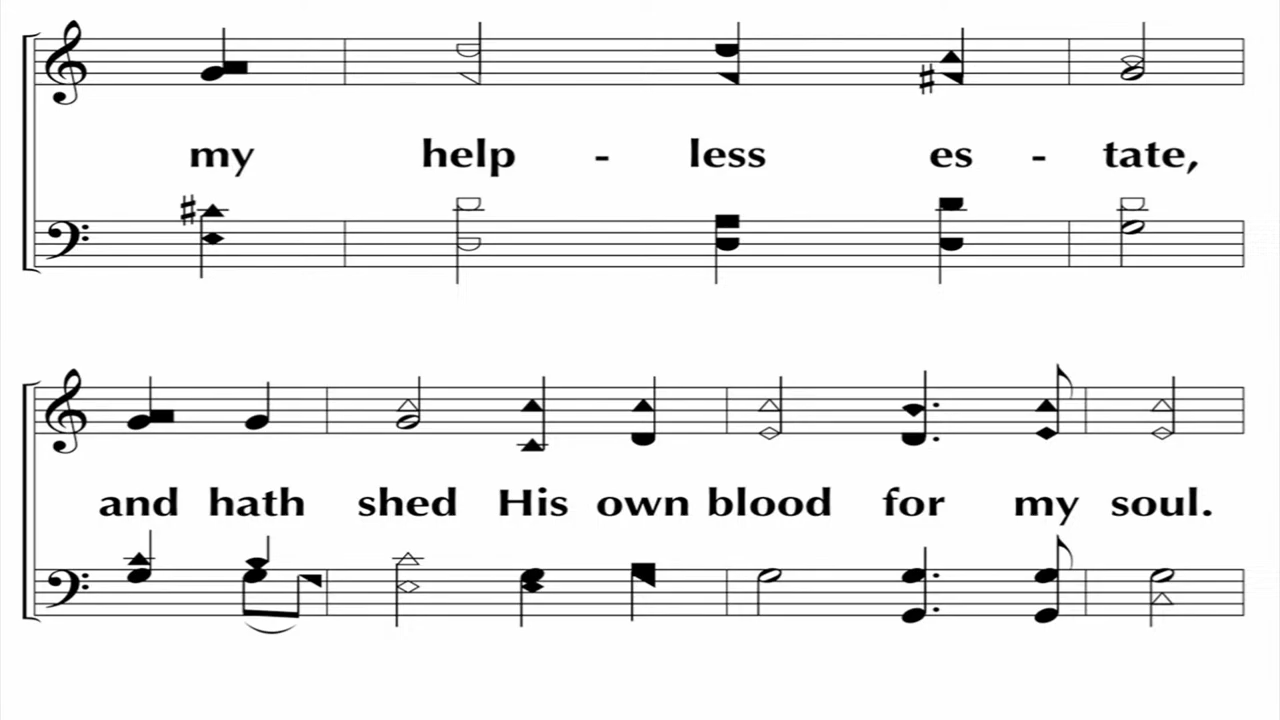 my help - less es - tate,
and hath shed His own blood for my soul.